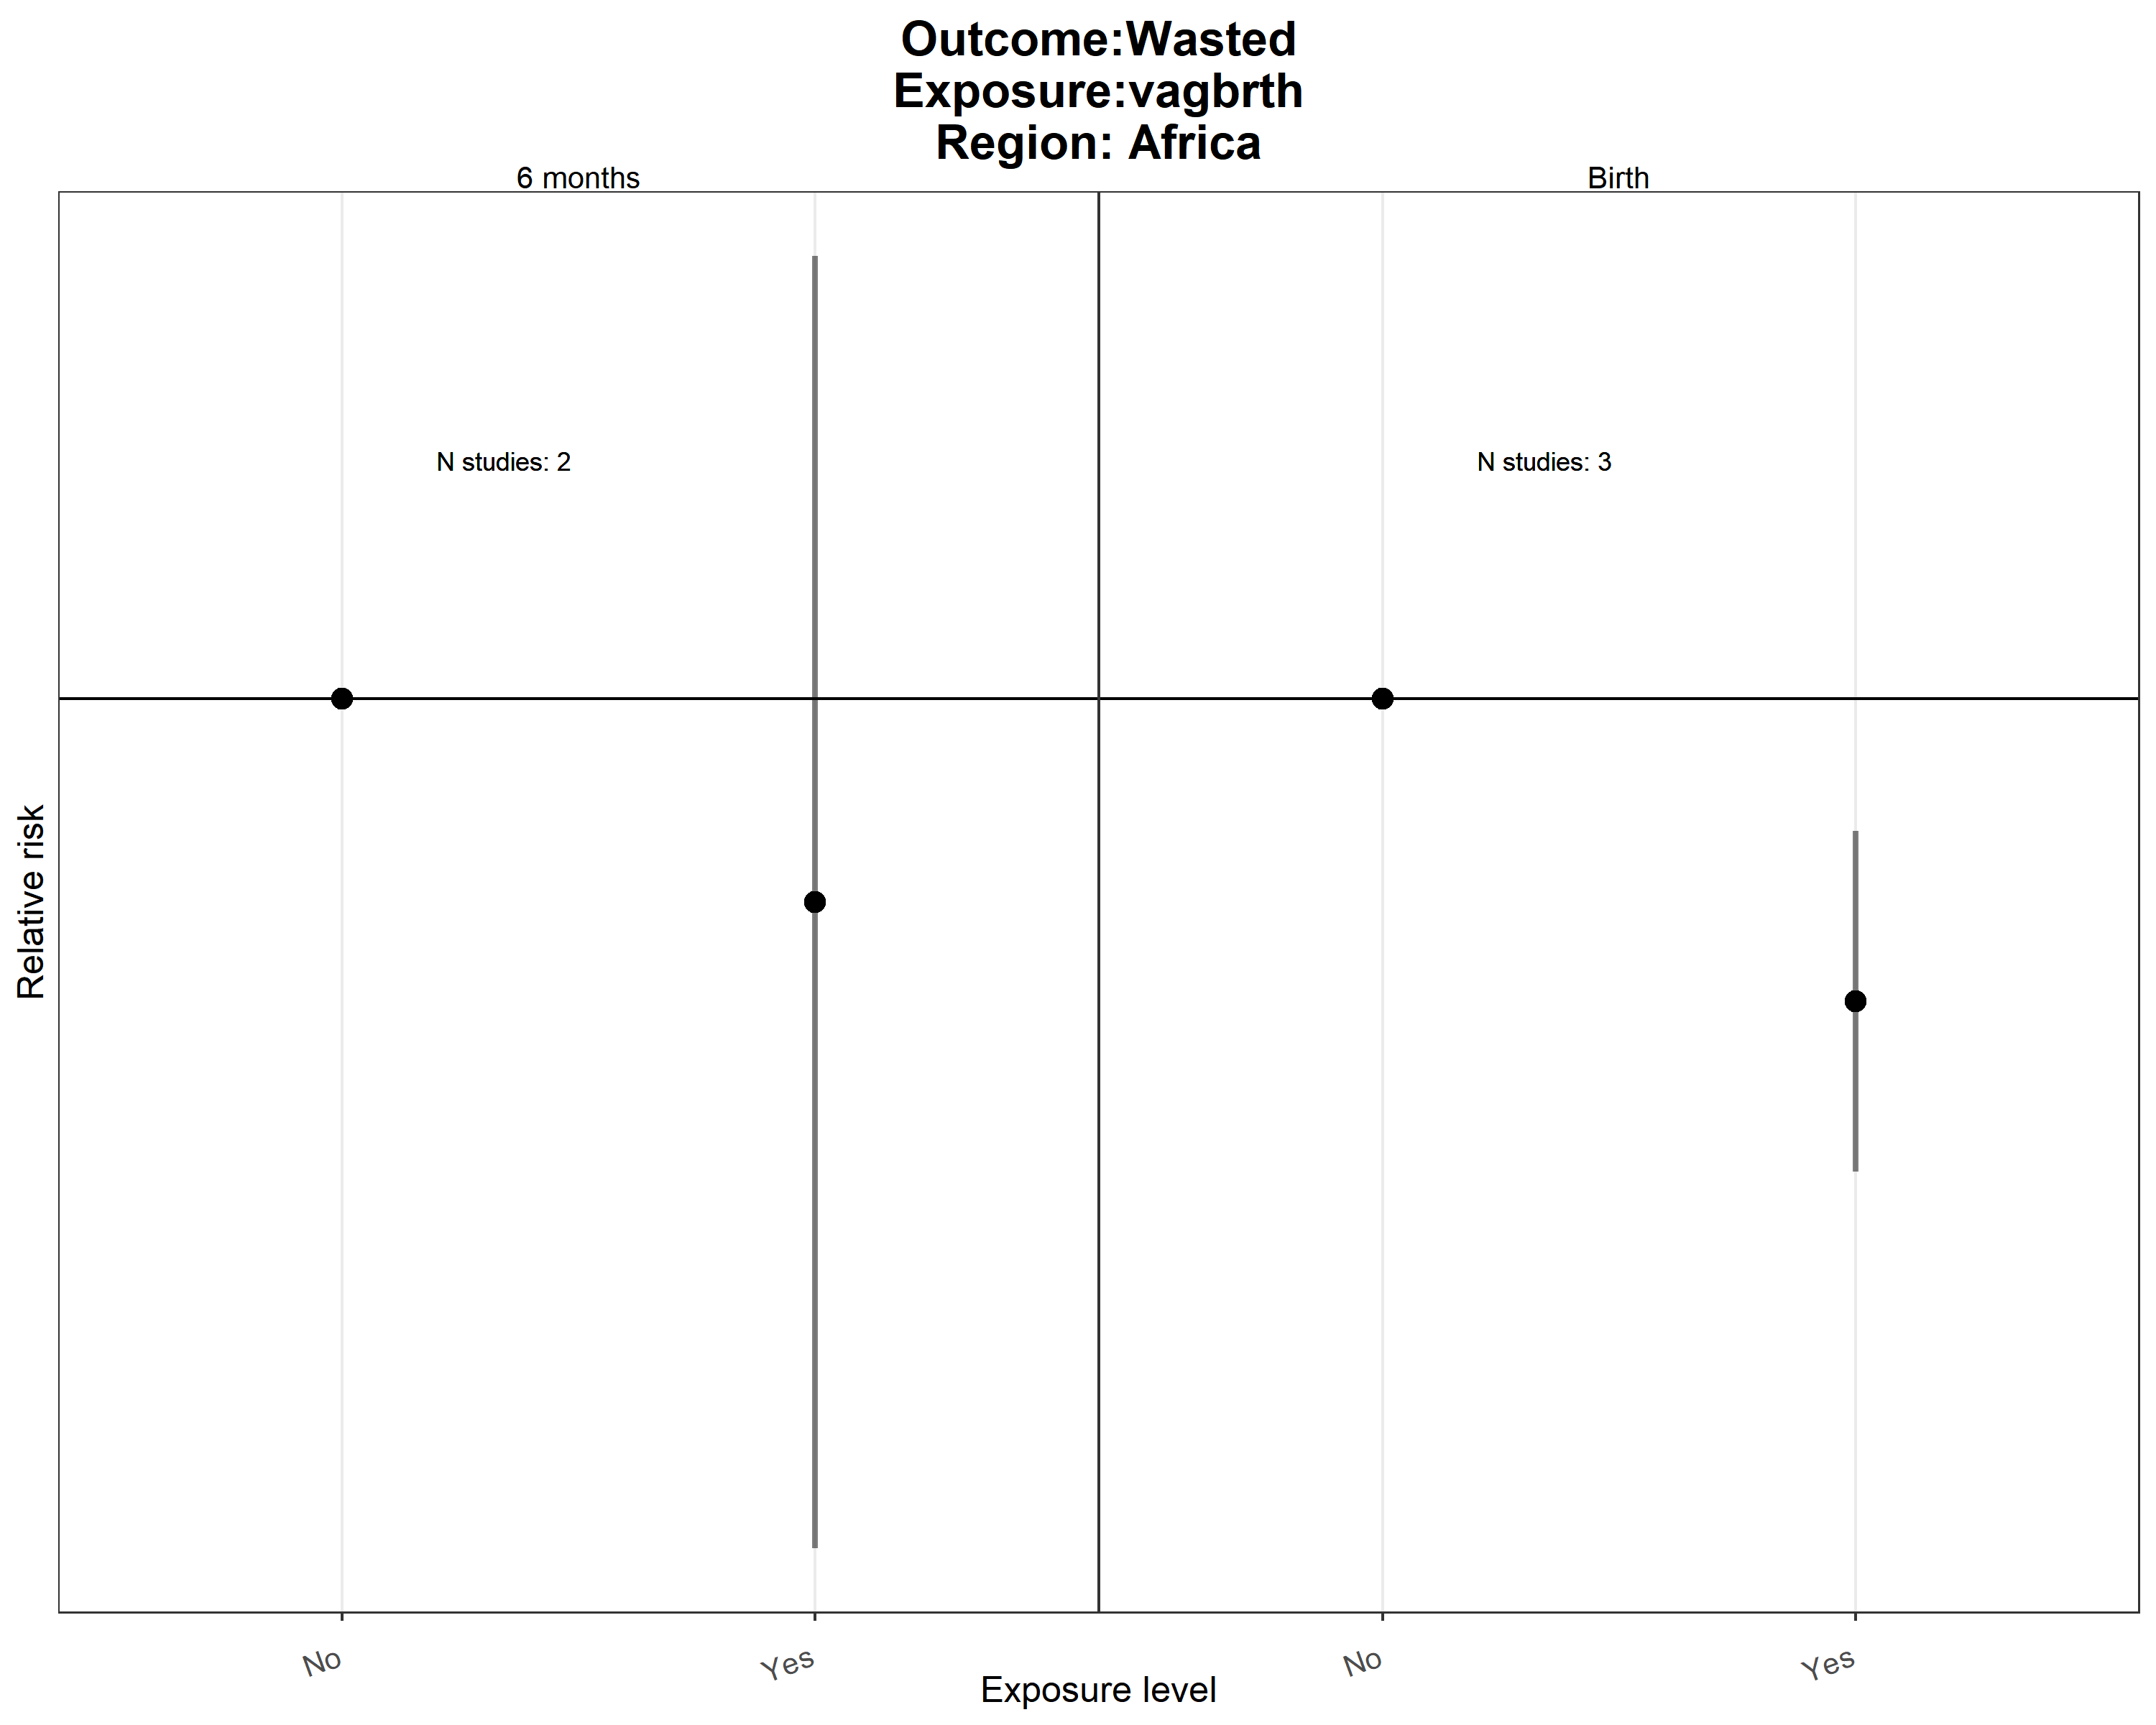 Outcome:Wasted
Exposure:vagbrth
Region: Africa
6 months
Birth
N studies: 2
N studies: 3
Relative risk
No
Yes
No
Yes
Exposure level